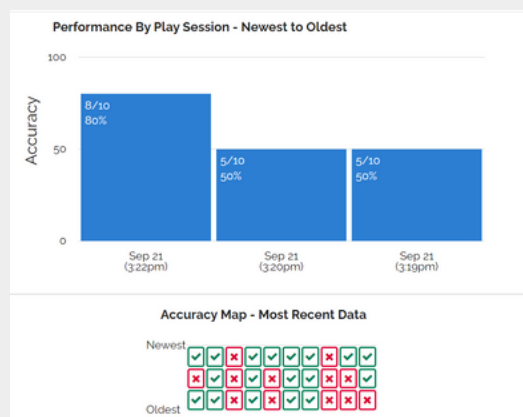 Performance By Play Session - Newest to Oldest
100
Accuracy
8/10
80%
50
5/10
50%
5/10
50%
0
Sep 21
(3:22pm)
Sep 21
(3:20pm)
Sep 21
(3:19pm)
Accuracy Map - Most Recent Data
Newest
Oldest